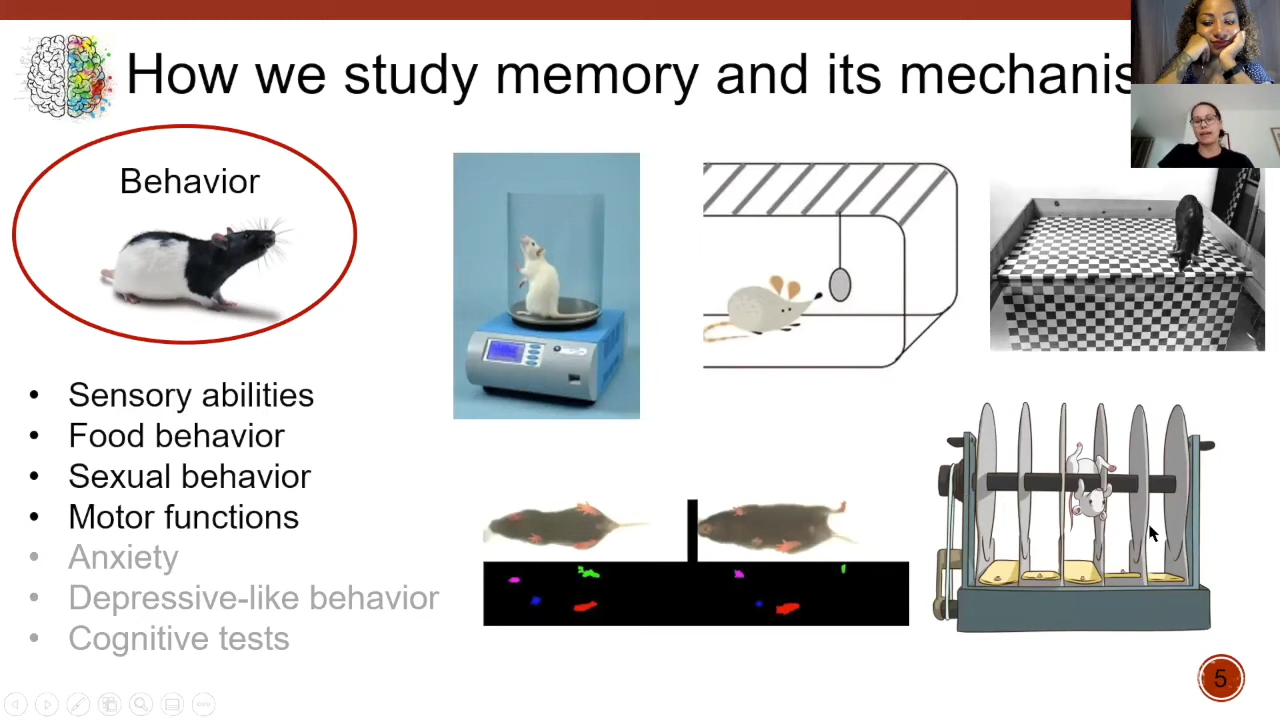 How we study memory and its mechanis
Behavior
• Sensory abilities
• Food behavior
• Sexual behavior
• Motor functions
• Anxiety
• Depressive-like behavior
• Cognitive tests
5